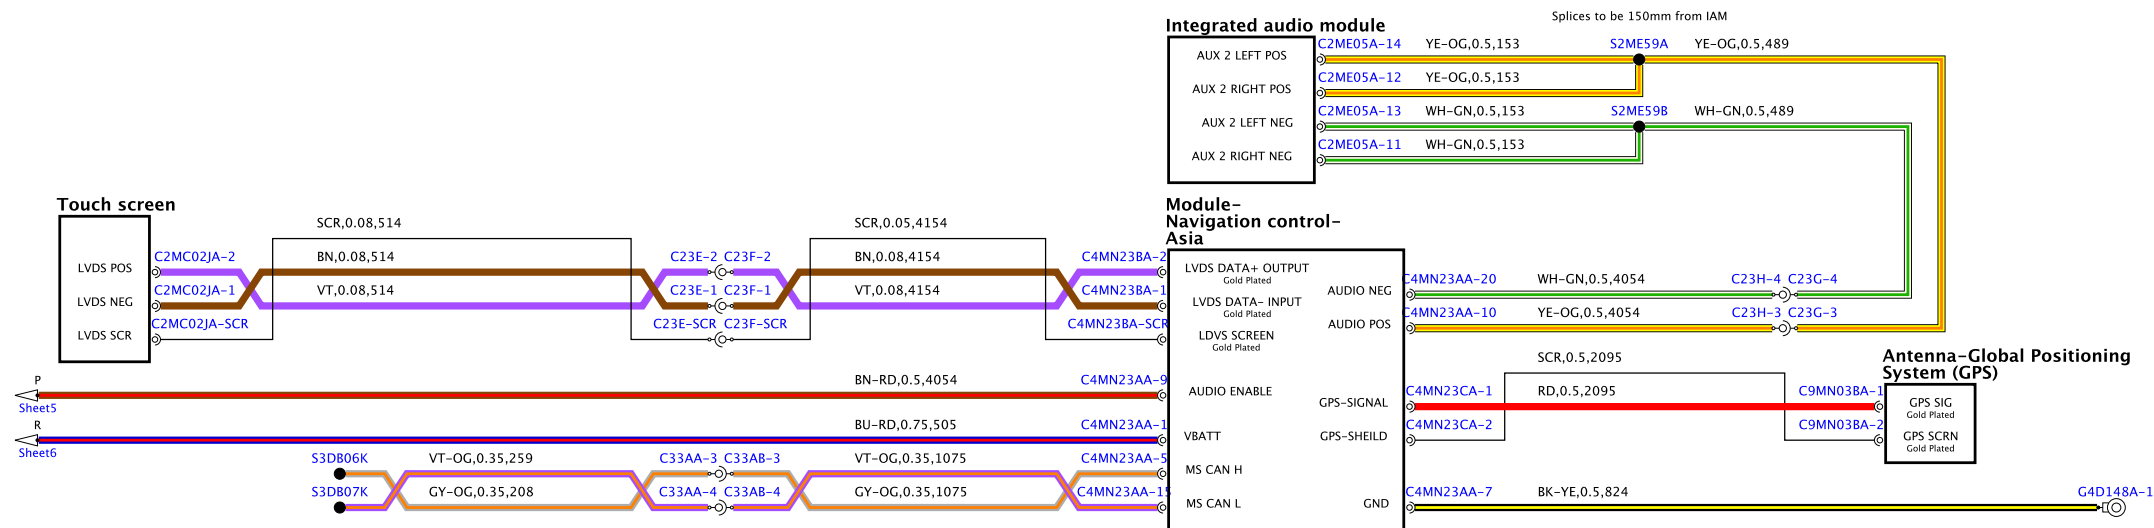 Splices to be 150mm from IAM
Integrated audio module
AUX 2 LEFT POS
C2ME05A-14 YE-OG,0.5,153 S2ME59A YE-OG,0.5,489
AUX 2 RIGHT POS
C2ME05A-12 YE-OG,0.5,153
AUX 2 LEFT NEG
C2ME05A-13 WH-GN,0.5,153 S2ME59B WH-GN,0.5,489
AUX 2 RIGHT NEG
C2ME05A-11 WH-GN,0.5,153
Touch screen
LVDS POS
LVDS NEG
LVDS SCR
SCR,0.08,514 SCR,0.05,4154
C2MC02JA-2 BN,0.08,514 C23E-2 C23F-2 BN,0.08,4154 C4MN23BA-2
C2MC02JA-1 VT,0.08,514 C23E-1 C23F-1 VT,0.08,4154 C4MN23BA-1
C2MC02JA-SCR C23E-SCR C23F-SCR C4MN23BA-SCR
P
Sheet5
BN-RD,0.5,4054 C4MN23AA-9
R
Sheet6
BU-RD,0.75,505 C4MN23AA-1
S3DB06K VT-OG,0.35,259 C33AA-3 C33AB-3 VT-OG,0.35,1075 C4MN23AA-5
S3DB07K GY-OG,0.35,208 C33AA-4 C33AB-4 GY-OG,0.35,1075 C4MN23AA-15
Module-
Navigation control-
Asia
LVDS DATA+ OUTPUT
Gold Plated
LVDS DATA- INPUT
Gold Plated
LDVS SCREEN
Gold Plated
AUDIO ENABLE
VBATT
MS CAN H
MS CAN L
AUDIO NEG
AUDIO POS
GPS-SIGNAL
GPS-SHEILD
GND
C4MN23AA-20 WH-GN,0.5,4054 C23H-4 C23G-4
C4MN23AA-10 YE-OG,0.5,4054 C23H-3 C23G-3
SCR,0.5,2095
C4MN23CA-1 RD,0.5,2095 C9MN03BA-1
C4MN23CA-2 C9MN03BA-2
C4MN23AA-7 BK-YE,0.5,824 G4D148A-1
Antenna-Global Positioning
System (GPS)
GPS SIG
Gold Plated
GPS SCRN
Gold Plated